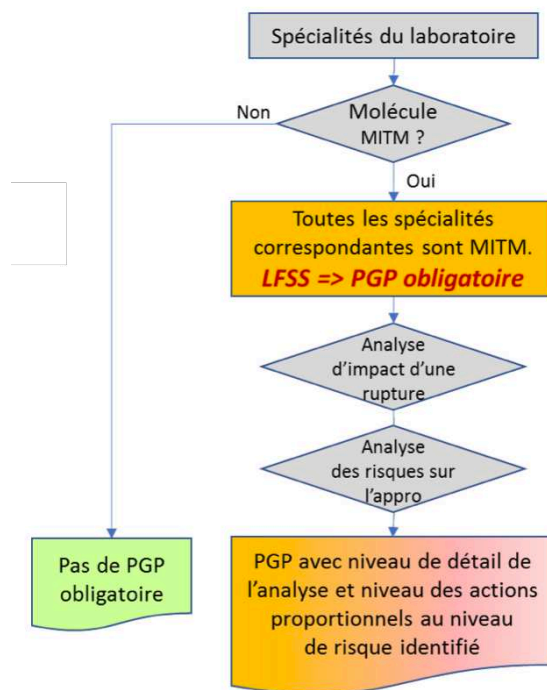 Spécialités du laboratoire
Non
Molécule
MITM ?
Oui
Toutes les spécialités
correspondantes sont MITM.
LFSS => PGP obligatoire
Analyse
d'impact d'une
rupture
Analyse
des risques sur
l'appro
Pas de PGP
obligatoire
PGP avec niveau de détail de
l'analyse et niveau des actions
proportionnels au niveau
de risque identifié